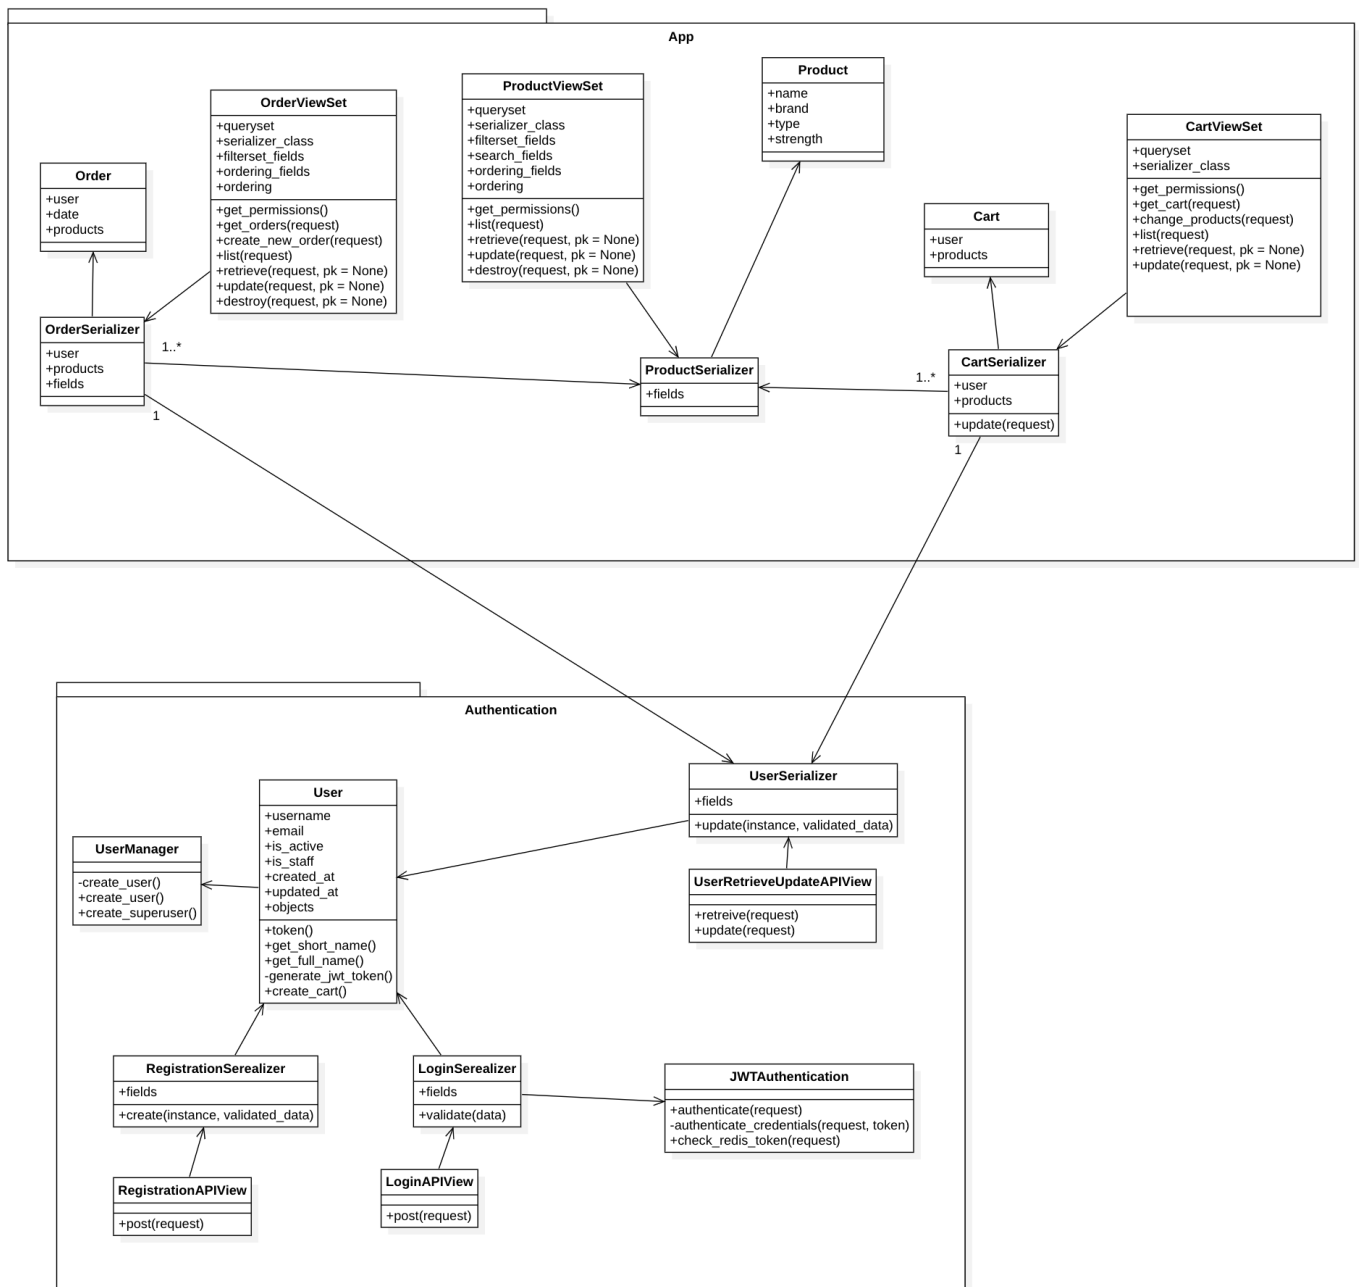 App
Order
+user
+date
+products
OrderViewSet
+queryset
+serializer_class
+filterset_fields
+ordering_fields
+ordering
+get_permissions()
+get_orders(request)
+create_new_order(request)
+list(request)
+retrieve(request, pk = None)
+update(request, pk = None)
+destroy(request, pk = None)
ProductViewSet
+queryset
+serializer_class
+filterset_fields
+search_fields
+ordering_fields
+ordering
+get_permissions()
+list(request)
+retrieve(request, pk = None)
+update(request, pk = None)
+destroy(request, pk = None)
Product
+name
+brand
+type
+strength
Cart
+user
+products
CartViewSet
+queryset
+serializer_class
+get_permissions()
+get_cart(request)
+change_products(request)
+list(request)
+retrieve(request, pk = None)
+update(request, pk = None)
OrderSerializer
+user
+products
+fields
1..*
1
ProductSerializer
+fields
1..*
CartSerializer
+user
+products
+update(request)
1
Authentication
UserManager
-create_user()
+create_user()
+create_superuser()
User
+username
+email
+is_active
+is_staff
+created_at
+updated_at
+objects
+token()
+get_short_name()
+get_full_name()
-generate_jwt_token()
+create_cart()
UserSerializer
+fields
+update(instance, validated_data)
UserRetrieveUpdateAPIView
+retreive(request)
+update(request)
RegistrationSerealizer
+fields
+create(instance, validated_data)
LoginSerealizer
+fields
+validate(data)
JWTAuthentication
+authenticate(request)
-authenticate_credentials(request, token)
+check_redis_token(request)
RegistrationAPIView
+post(request)
LoginAPIView
+post(request)